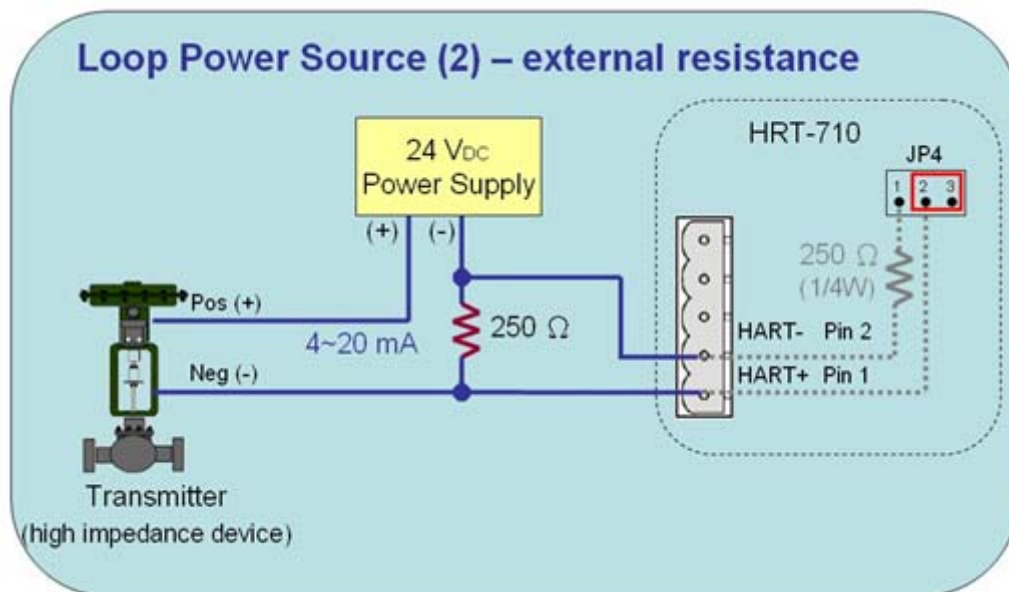 Loop Power Source (2) – external resistance
24 VDC
Power Supply
(+) (-)
HRT-710
JP4
1 2 3
250 Ω
(1/4W)
Pos (+)
4~20 mA
250 Ω
HART- Pin 2
Neg (-)
HART+ Pin 1
Transmitter
(high impedance device)